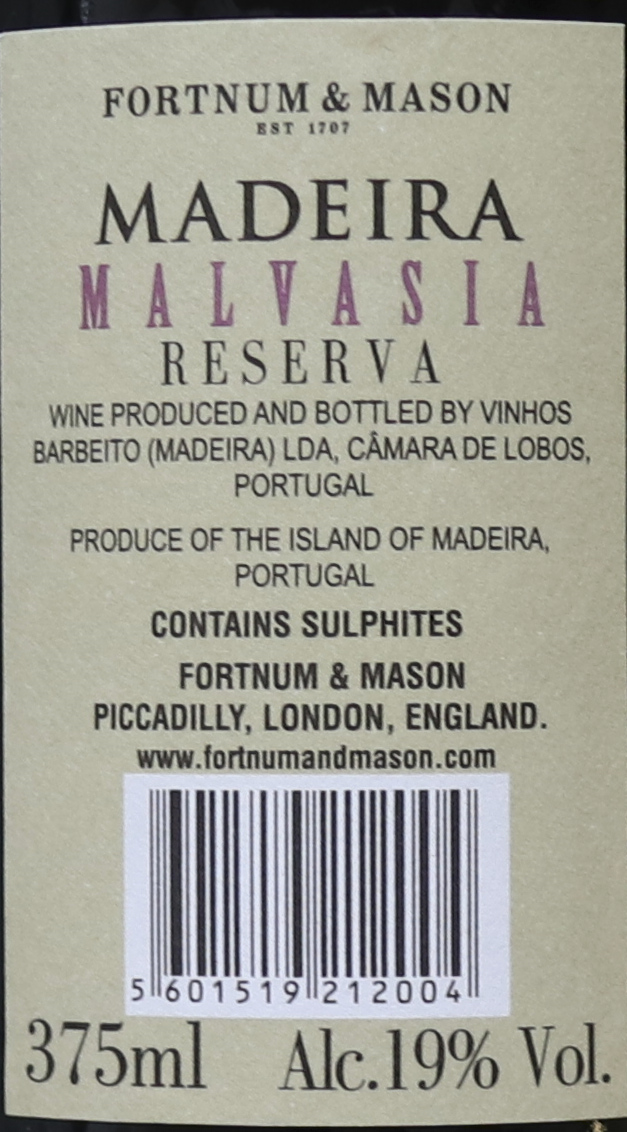 FORTNUM & MASON
EST 1707
MADEIRA
MALVASIA
RESERVA
WINE PRODUCED AND BOTTLED BY VINHOS
BARBEITO (MADEIRA) LDA, CÂMARA DE LOBOS,
PORTUGAL
PRODUCE OF THE ISLAND OF MADEIRA,
PORTUGAL
CONTAINS SULPHITES
FORTNUM & MASON
PICCADILLY, LONDON, ENGLAND.
www.fortnumandmason.com
5 601519 212004
375ml Alc.19% Vol.